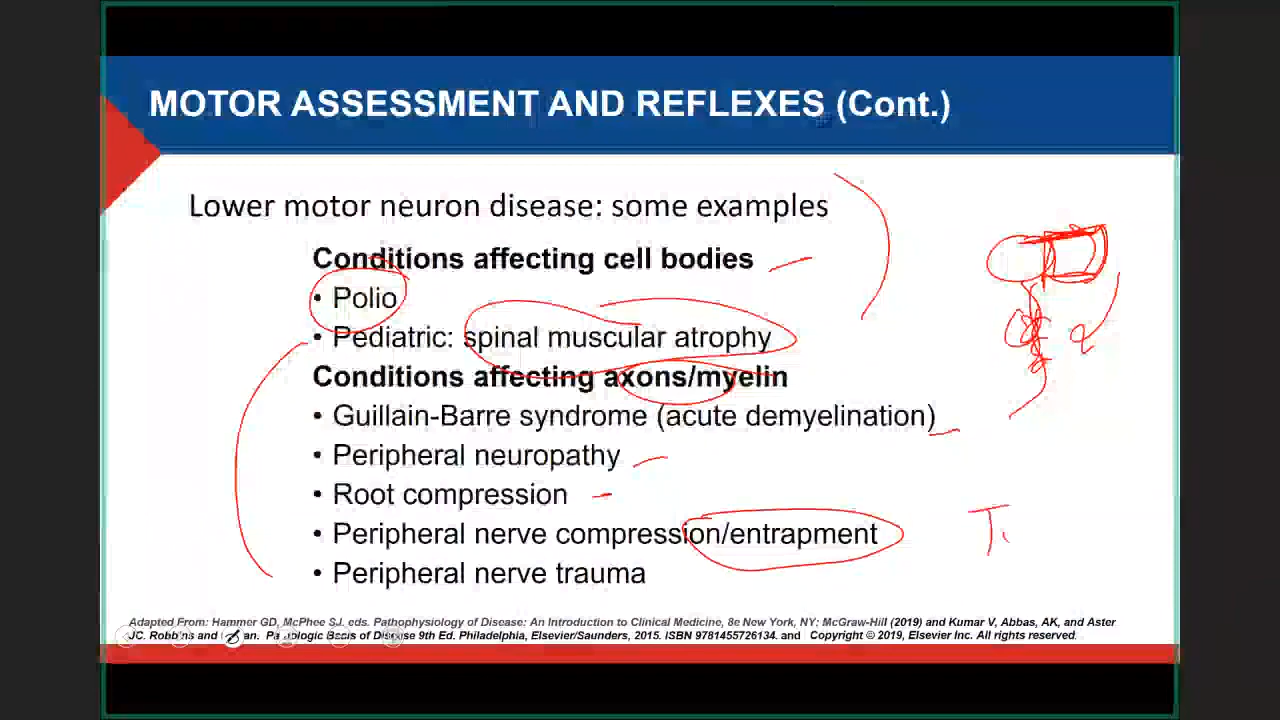 MOTOR ASSESSMENT AND REFLEXES (Cont.)
Lower motor neuron disease: some examples
Conditions affecting cell bodies
• Polio
• Pediatric: spinal muscular atrophy
Conditions affecting axons/myelin
• Guillain-Barre syndrome (acute demyelination)
• Peripheral neuropathy
• Root compression
• Peripheral nerve compression/entrapment
• Peripheral nerve trauma
Adapted From: Hammer GD, McPhee SJ. eds. Pathophysiology of Disease: An Introduction to Clinical Medicine, 8e New York, NY: McGraw-Hill (2019) and Kumar V, Abbas, AK, and Aster
JC. Robbins and Pathologic Basis of Disease 9th Ed. Philadelphia, Elsevier/Saunders, 2015. ISBN 9781455726134. and Copyright © 2019, Elsevier Inc. All rights reserved.